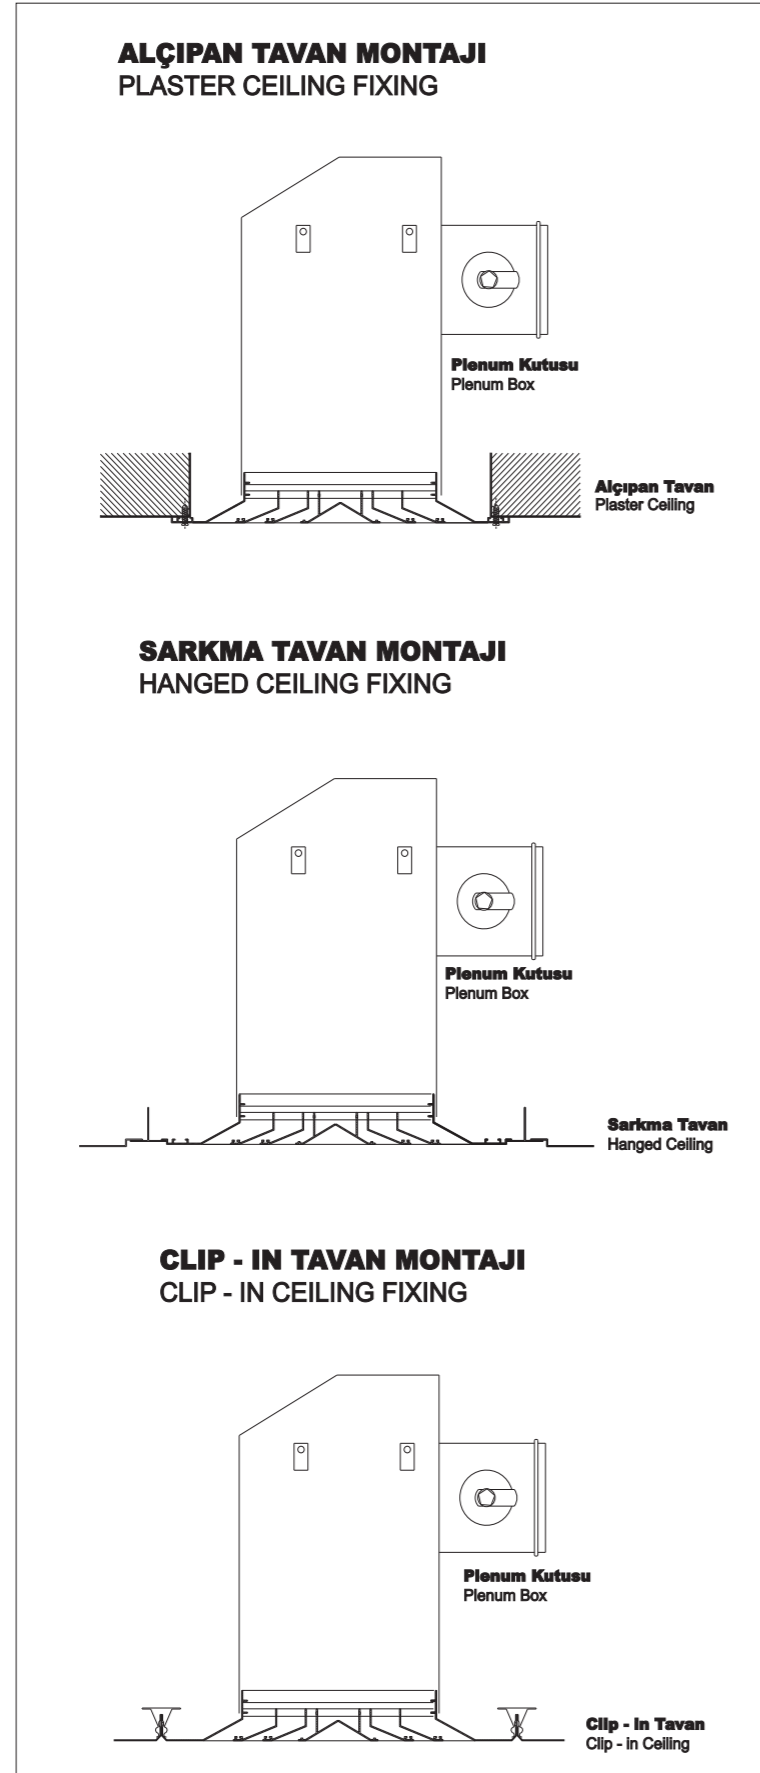 ALÇIPAN TAVAN MONTAJI
PLASTER CEILING FIXING
Plenum Kutusu
Plenum Box
Alçıpan Tavan
Plaster Ceiling
SARKMA TAVAN MONTAJI
HANGED CEILING FIXING
Plenum Kutusu
Plenum Box
Sarkma Tavan
Hanged Ceiling
CLIP - IN TAVAN MONTAJI
CLIP - IN CEILING FIXING
Plenum Kutusu
Plenum Box
Clip - in Tavan
Clip - in Ceiling